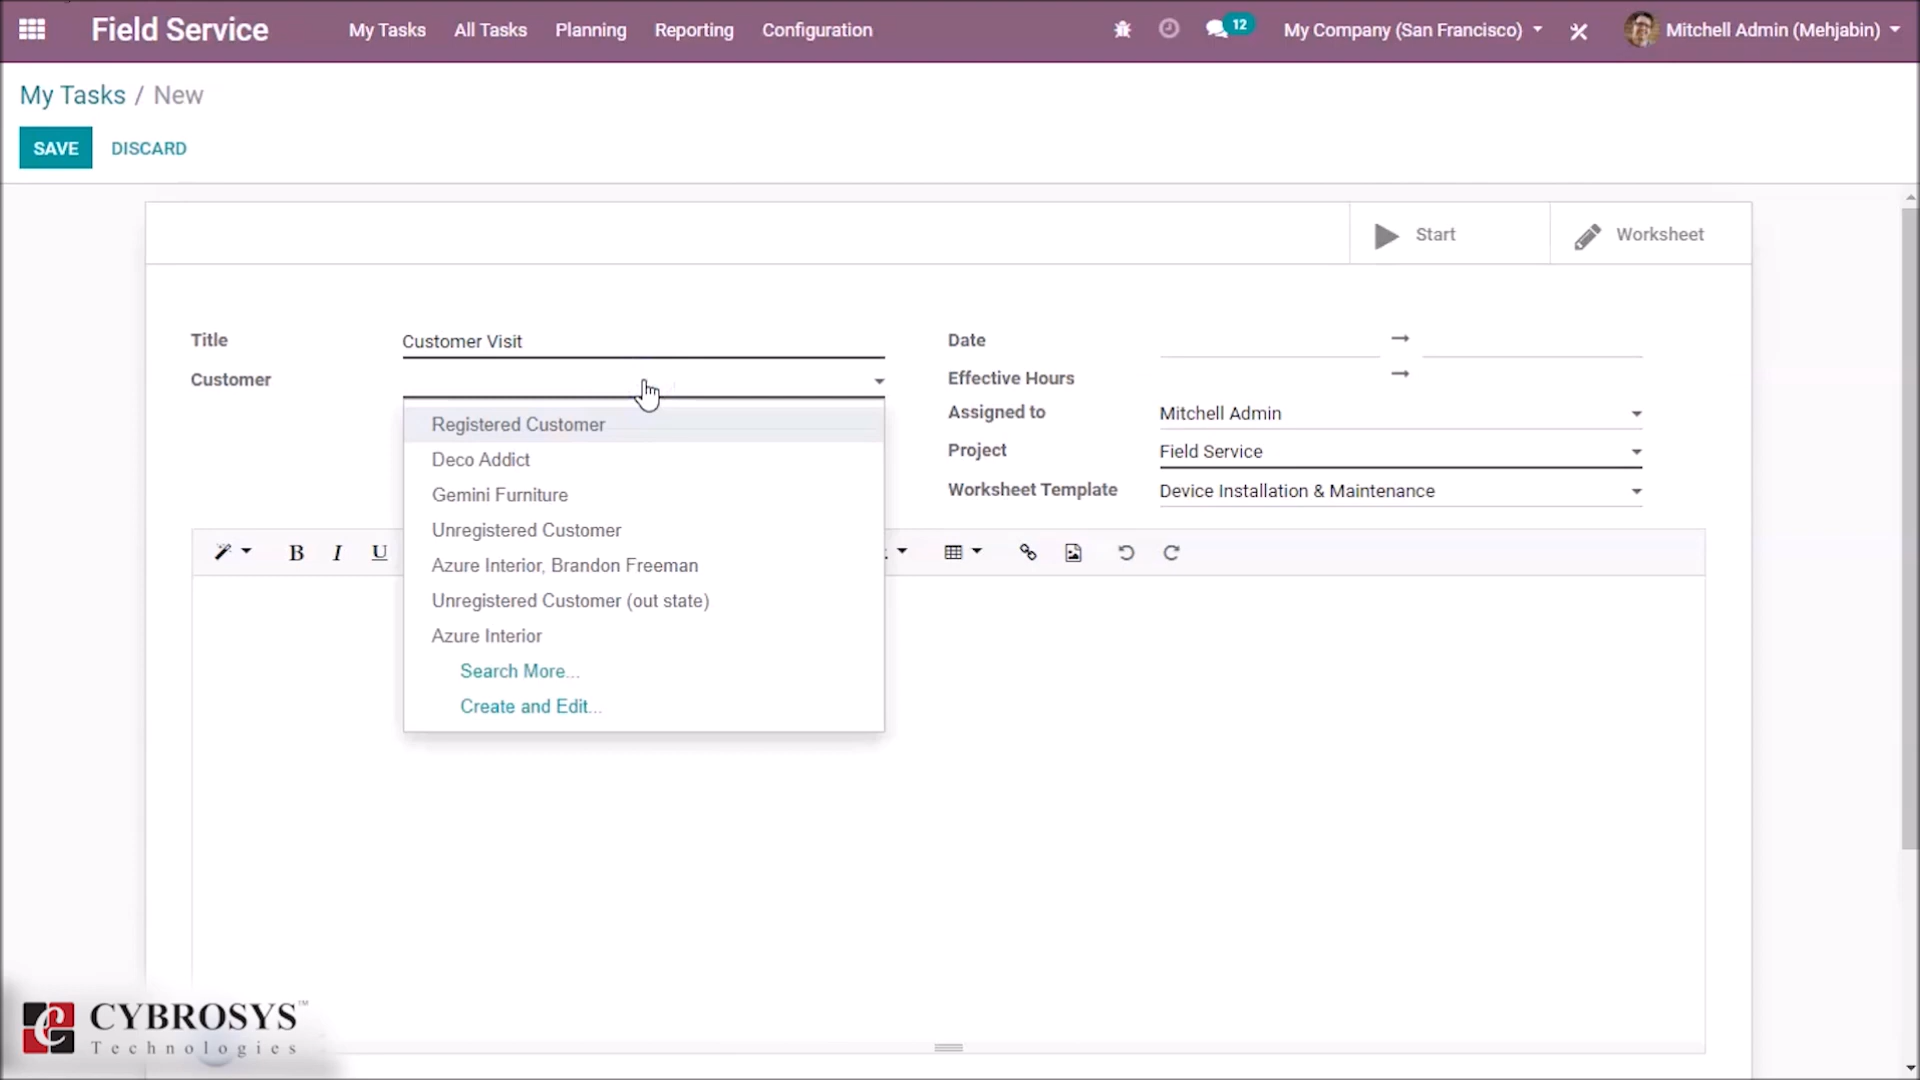 Field Service My Tasks All Tasks Planning Reporting Configuration 12 My Company (San Francisco) Mitchell Admin (Mehjabin)
My Tasks / New
SAVE DISCARD
Start Worksheet
Title Customer Visit
Customer
Registered Customer
Deco Addict
Gemini Furniture
Unregistered Customer
Azure Interior, Brandon Freeman
Unregistered Customer (out state)
Azure Interior
Search More...
Create and Edit...
Date
Effective Hours
Assigned to Mitchell Admin
Project Field Service
Worksheet Template Device Installation & Maintenance
B I U
CYBROSYS™
Technologies